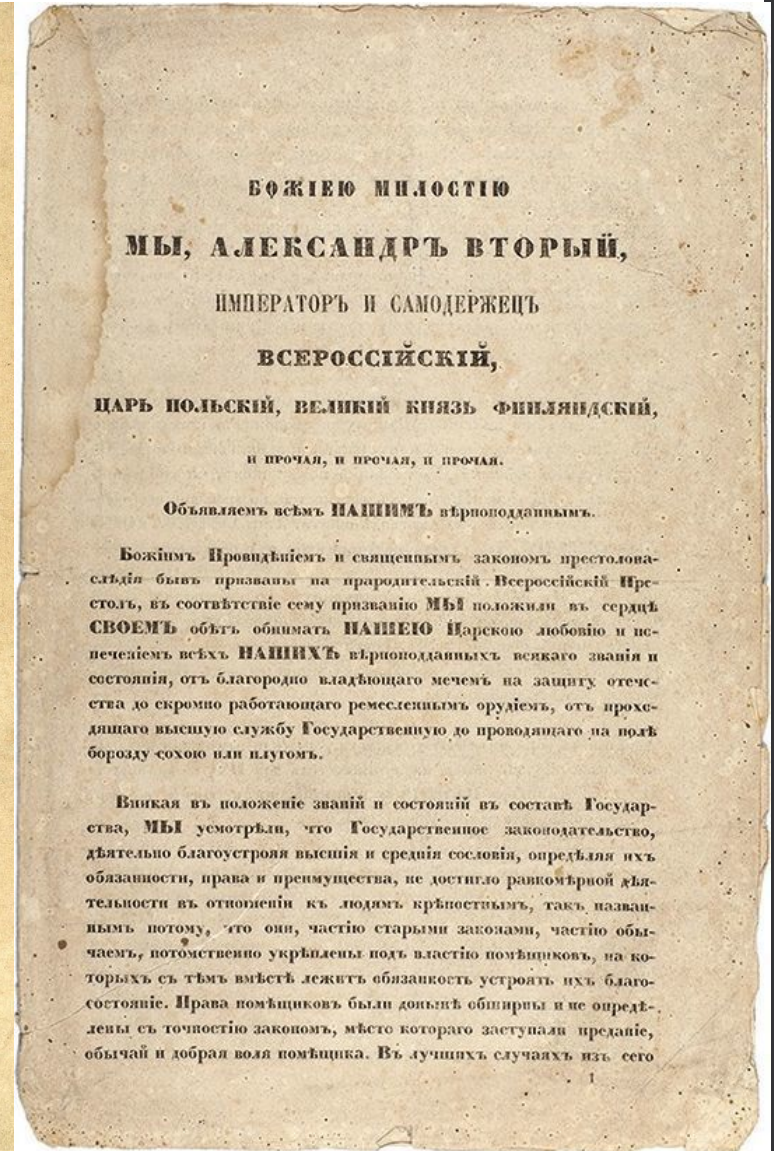 БОЖІЕЮ МИЛОСТІЮ
МЫ, АЛЕКСАНДРЪ ВТОРЫЙ,
ИМПЕРАТОРЪ И САМОДЕРЖЕЦЪ
ВСЕРОССІЙСКІЙ,
ЦАРЬ ПОЛЬСКІЙ, ВЕЛИКІЙ КНЯЗЬ ФИНЛЯНДСКІЙ,
И ПРОЧАЯ, И ПРОЧАЯ, И ПРОЧАЯ.
Объявляемъ всѣмъ НАШИМЪ вѣрноподданнымъ.
Божіимъ Провидѣніемъ и священнымъ закономъ престолона-
слѣдія бывъ призваны на прародительскій Всероссійскій Пре-
столъ, въ соотвѣтствіе сему призванію МЫ положили въ сердцѣ
СВОЕМЪ обѣтъ обнимать НАШЕЮ Царскою любовію и по-
печеніемъ всѣхъ НАШИХЪ вѣрноподданныхъ всякаго званія и
состоянія, отъ благородно владѣющаго мечемъ на защиту отече-
ства до скромно работающаго ремесленнымъ орудіемъ, отъ прохо-
дящаго высшую службу Государственную до проводящаго на полѣ
борозду сохою или плугомъ.
Вникая въ положеніе званій и состояній въ составѣ Государ-
ства, МЫ усмотрѣли, что Государственное законодательство,
дѣятельно благоустрояя высшія и среднія сословія, опредѣляя ихъ
обязанности, права и преимущества, не достигло равномѣрной дѣя-
тельности въ отношеніи къ людямъ крѣпостнымъ, такъ назван-
нымъ потому, что они, частію старыми законами, частію обы-
чаемъ, потомственно укрѣплены подъ властію помѣщиковъ, на ко-
торыхъ съ тѣмъ вмѣстѣ лежитъ обязанность устроять ихъ благо-
состояніе. Права помѣщиковъ были донынѣ обширны и не опредѣ-
лены съ точностію закономъ, мѣсто котораго заступали преданіе,
обычай и добрая воля помѣщика. Въ лучшихъ случаяхъ изъ сего
1